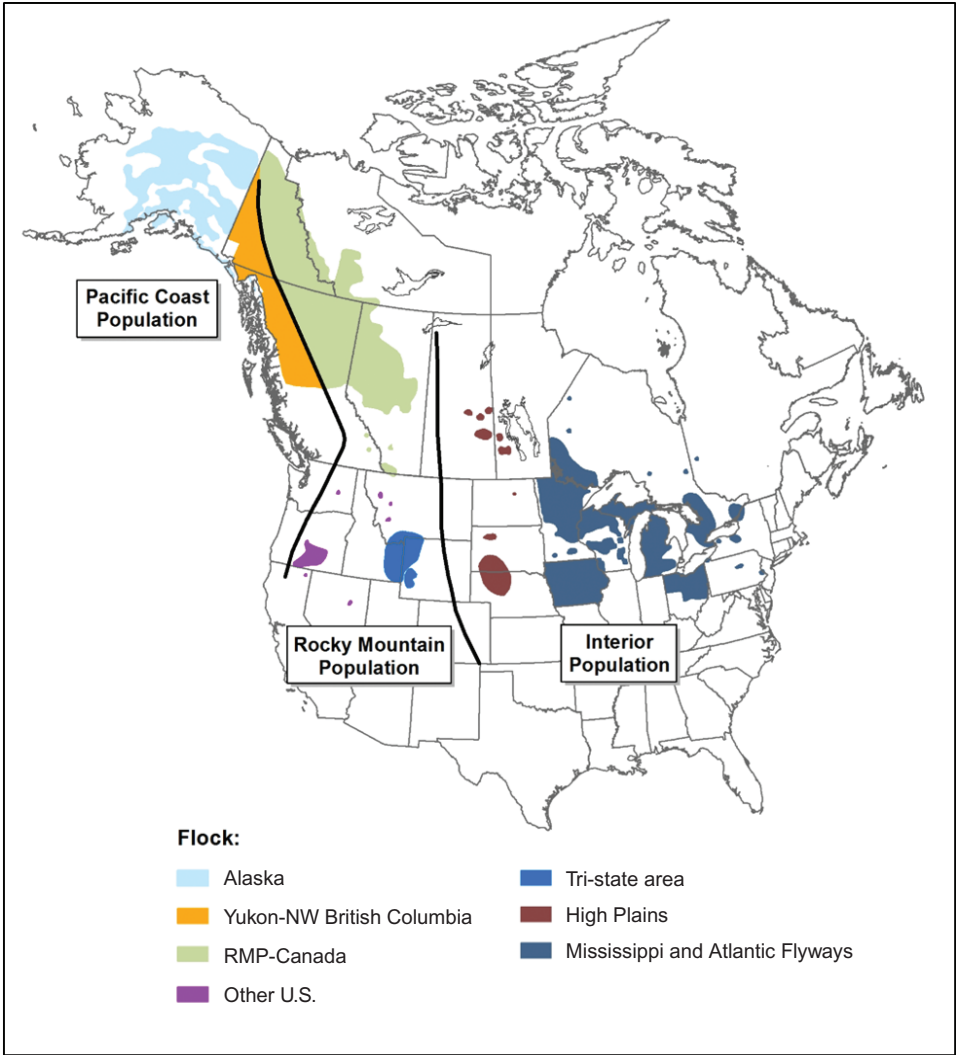 Pacific Coast
Population
Rocky Mountain
Population
Interior
Population
Flock:
Alaska
Yukon-NW British Columbia
RMP-Canada
Other U.S.
Tri-state area
High Plains
Mississippi and Atlantic Flyways